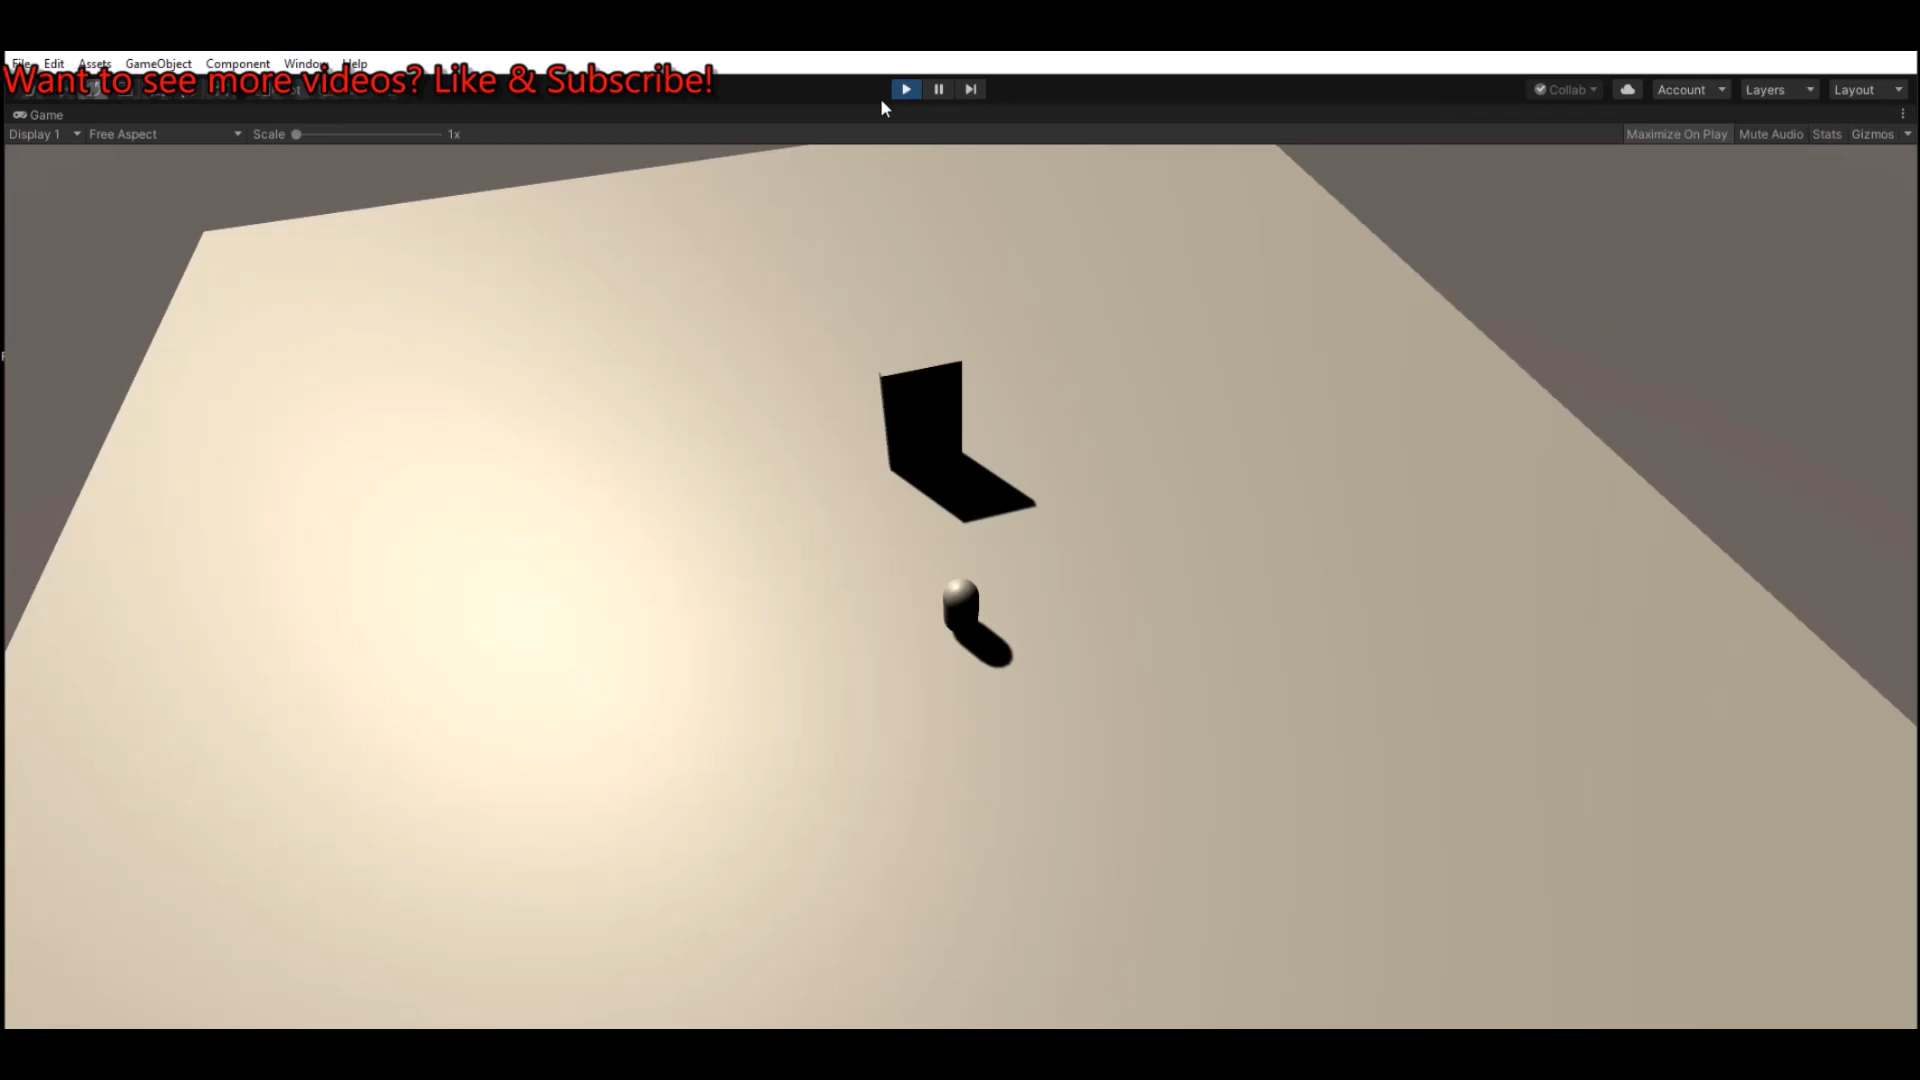 File Edit Assets GameObject Component Window Help
Want to see more videos? Like & Subscribe!
Collab Account Layers Layout
Game
Display 1 Free Aspect Scale 1x Maximize On Play Mute Audio Stats Gizmos